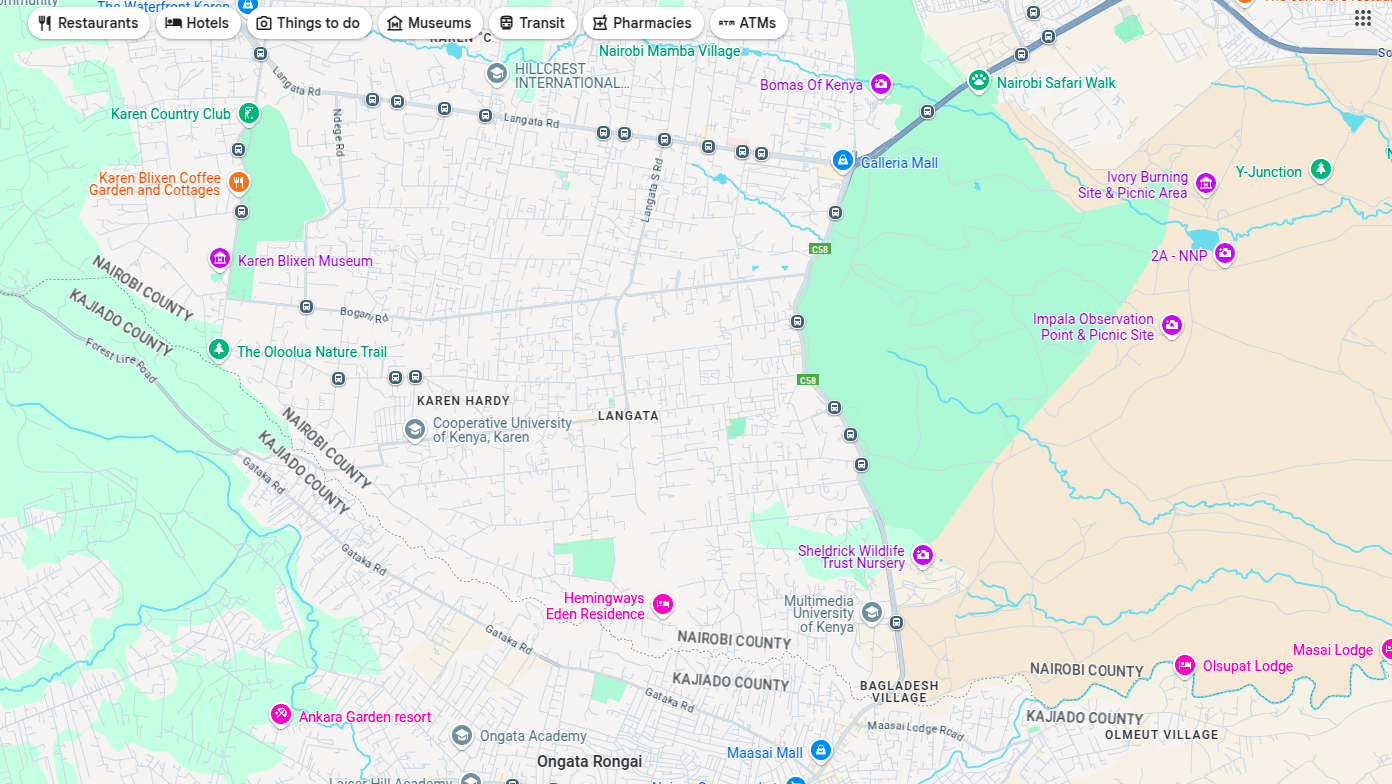 The Waterfront Karen
Restaurants
Hotels
Things to do
Museums
Transit
Pharmacies
ATMs
KAREN "C
Nairobi Mamba Village
HILLCREST
INTERNATIONAL...
Bomas Of Kenya
Nairobi Safari Walk
Langata Rd
Karen Country Club
Ndege Rd
Langata Rd
Galleria Mall
Karen Blixen Coffee
Garden and Cottages
Langata S Rd
Ivory Burning
Site & Picnic Area
Y-Junction
C58
Karen Blixen Museum
2A - NNP
NAIROBI COUNTY
KAJIADO COUNTY
Bogani Rd
Impala Observation
Point & Picnic Site
Forest Line Road
The Oloolua Nature Trail
C58
KAREN HARDY
LANGATA
Cooperative University
of Kenya, Karen
NAIROBI COUNTY
KAJIADO COUNTY
Gataka Rd
Gataka Rd
Sheldrick Wildlife
Trust Nursery
Hemingways
Eden Residence
Multimedia
University
of Kenya
Gataka Rd
NAIROBI COUNTY
KAJIADO COUNTY
Masai Lodge
NAIROBI COUNTY
Olsupat Lodge
BAGLADESH
VILLAGE
Gataka Rd
Ankara Garden resort
KAJIADO COUNTY
OLMEUT VILLAGE
Maasai Lodge Road
Ongata Academy
Maasai Mall
Ongata Rongai